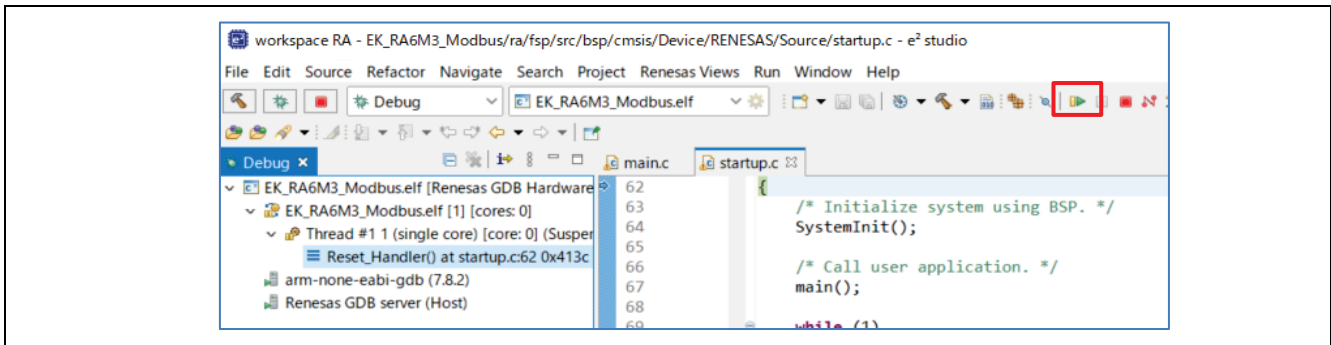 workspace RA - EK_RA6M3_Modbus/ra/fsp/src/bsp/cmsis/Device/RENESAS/Source/startup.c - e² studio
File Edit Source Refactor Navigate Search Project Renesas Views Run Window Help
Debug EK_RA6M3_Modbus.elf
Debug main.c startup.c
EK_RA6M3_Modbus.elf [Renesas GDB Hardware
EK_RA6M3_Modbus.elf [1] [cores: 0]
Thread #1 1 (single core) [core: 0] (Susper
Reset_Handler() at startup.c:62 0x413c
arm-none-eabi-gdb (7.8.2)
Renesas GDB server (Host)
62 {
63 /* Initialize system using BSP. */
64 SystemInit();
65
66 /* Call user application. */
67 main();
68
69 while (1)